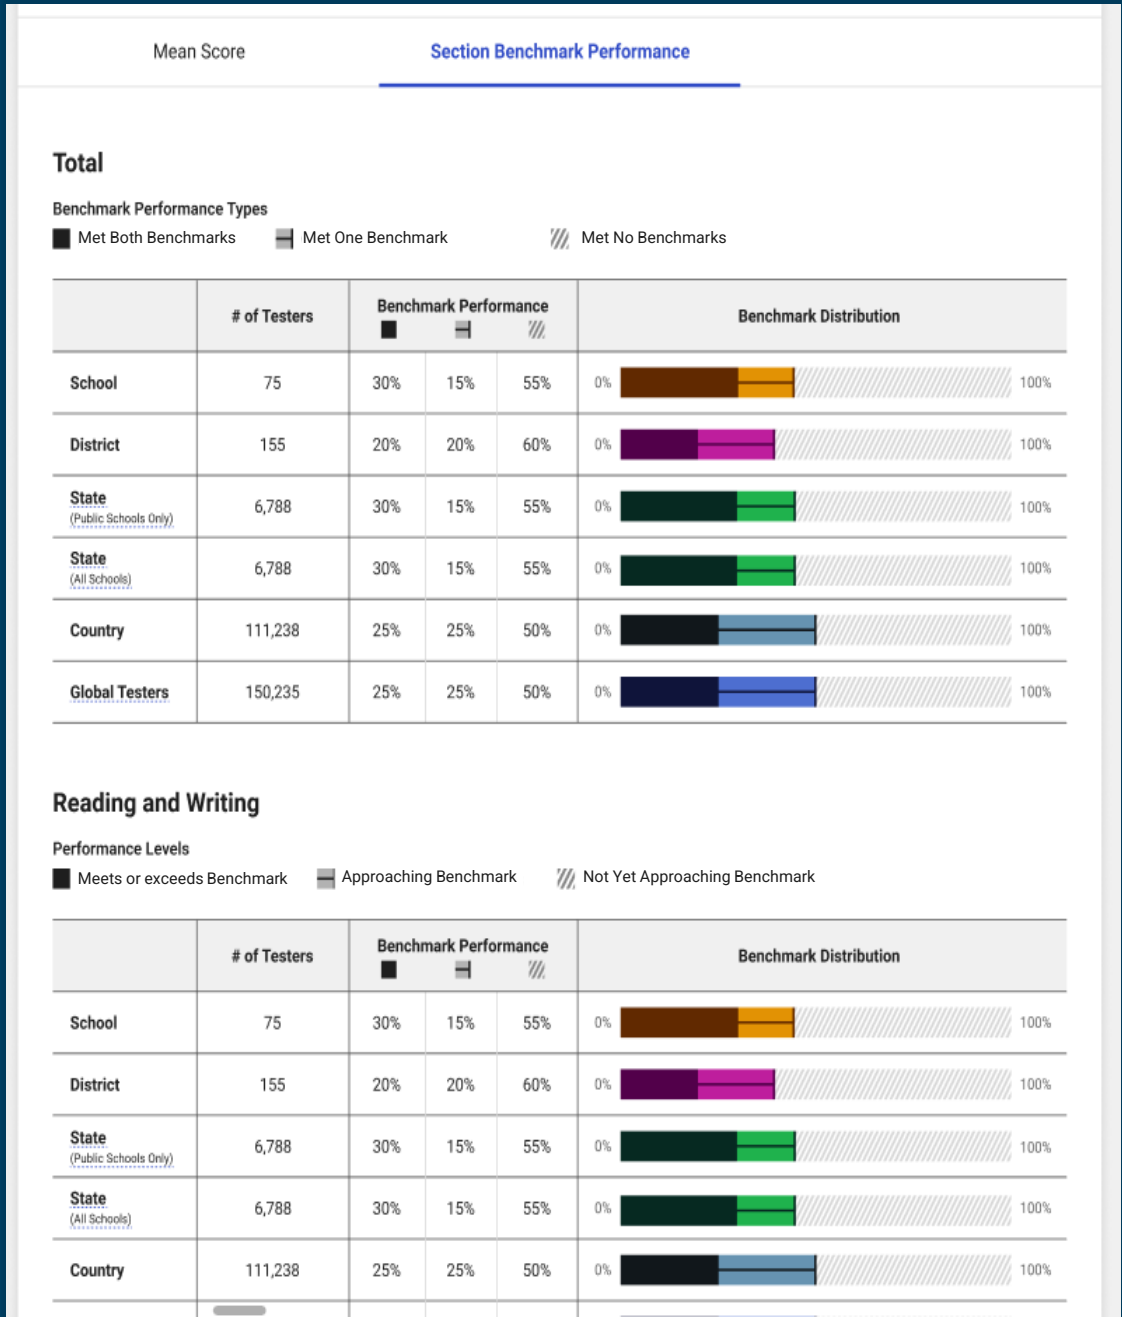 Mean Score Section Benchmark Performance
Total
Benchmark Performance Types
Met Both Benchmarks Met One Benchmark Met No Benchmarks
# of Testers Benchmark Performance Benchmark Distribution
School 75 30% 15% 55% 0% 100%
District 155 20% 20% 60% 0% 100%
State (Public Schools Only) 6,788 30% 15% 55% 0% 100%
State (All Schools) 6,788 30% 15% 55% 0% 100%
Country 111,238 25% 25% 50% 0% 100%
Global Testers 150,235 25% 25% 50% 0% 100%
Reading and Writing
Performance Levels
Meets or exceeds Benchmark Approaching Benchmark Not Yet Approaching Benchmark
# of Testers Benchmark Performance Benchmark Distribution
School 75 30% 15% 55% 0% 100%
District 155 20% 20% 60% 0% 100%
State (Public Schools Only) 6,788 30% 15% 55% 0% 100%
State (All Schools) 6,788 30% 15% 55% 0% 100%
Country 111,238 25% 25% 50% 0% 100%